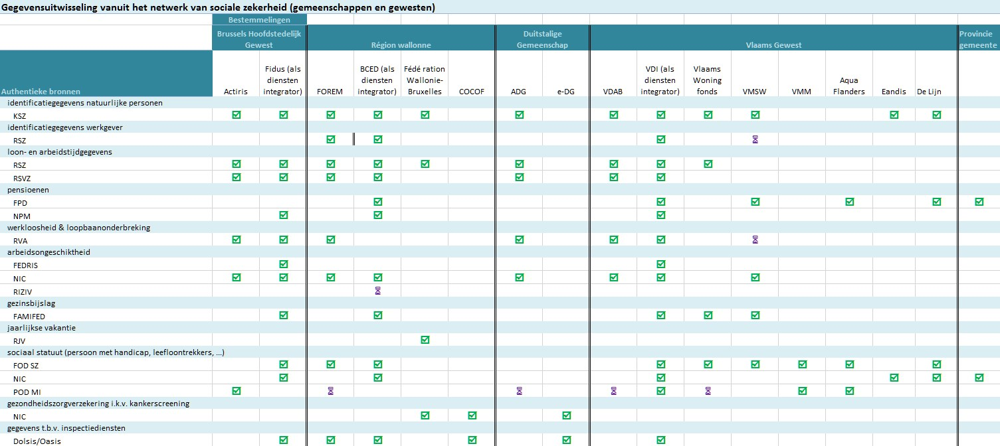 Gegevensuitwisseling vanuit het netwerk van sociale zekerheid (gemeenschappen en gewesten)
Bestemmelingen
Brussels Hoofdstedelijk
Gewest
Région wallonne
Duitstalige
Gemeenschap
Vlaams Gewest
Provincie
gemeente
Authentieke bronnen
Actiris
Fidus (als
diensten
integrator)
FOREM
BCED (als
diensten
integrator)
Fédé ration
Wallonie-
Bruxelles
COCOF
ADG
e-DG
VDAB
VDI (als
diensten
integrator)
Vlaams
Woning
fonds
VMSW
VMM
Aqua
Flanders
Eandis
De Lijn
identificatiegegevens natuurlijke personen
KSZ
identificatiegegevens werkgever
RSZ
loon- en arbeidstijdgegevens
RSZ
RSVZ
pensioenen
FPD
NPM
werkloosheid & loopbaanonderbreking
RVA
arbeidsongeschiktheid
FEDRIS
NIC
RIZIV
gezinsbijslag
FAMIFED
jaarlijkse vakantie
RJV
sociaal statuut (persoon met handicap, leefloontrekkers, ...)
FOD SZ
NIC
POD MI
gezondheidszorgverzekering i.k.v. kankerscreening
NIC
gegevens t.b.v. inspectiediensten
Dolsis/Oasis